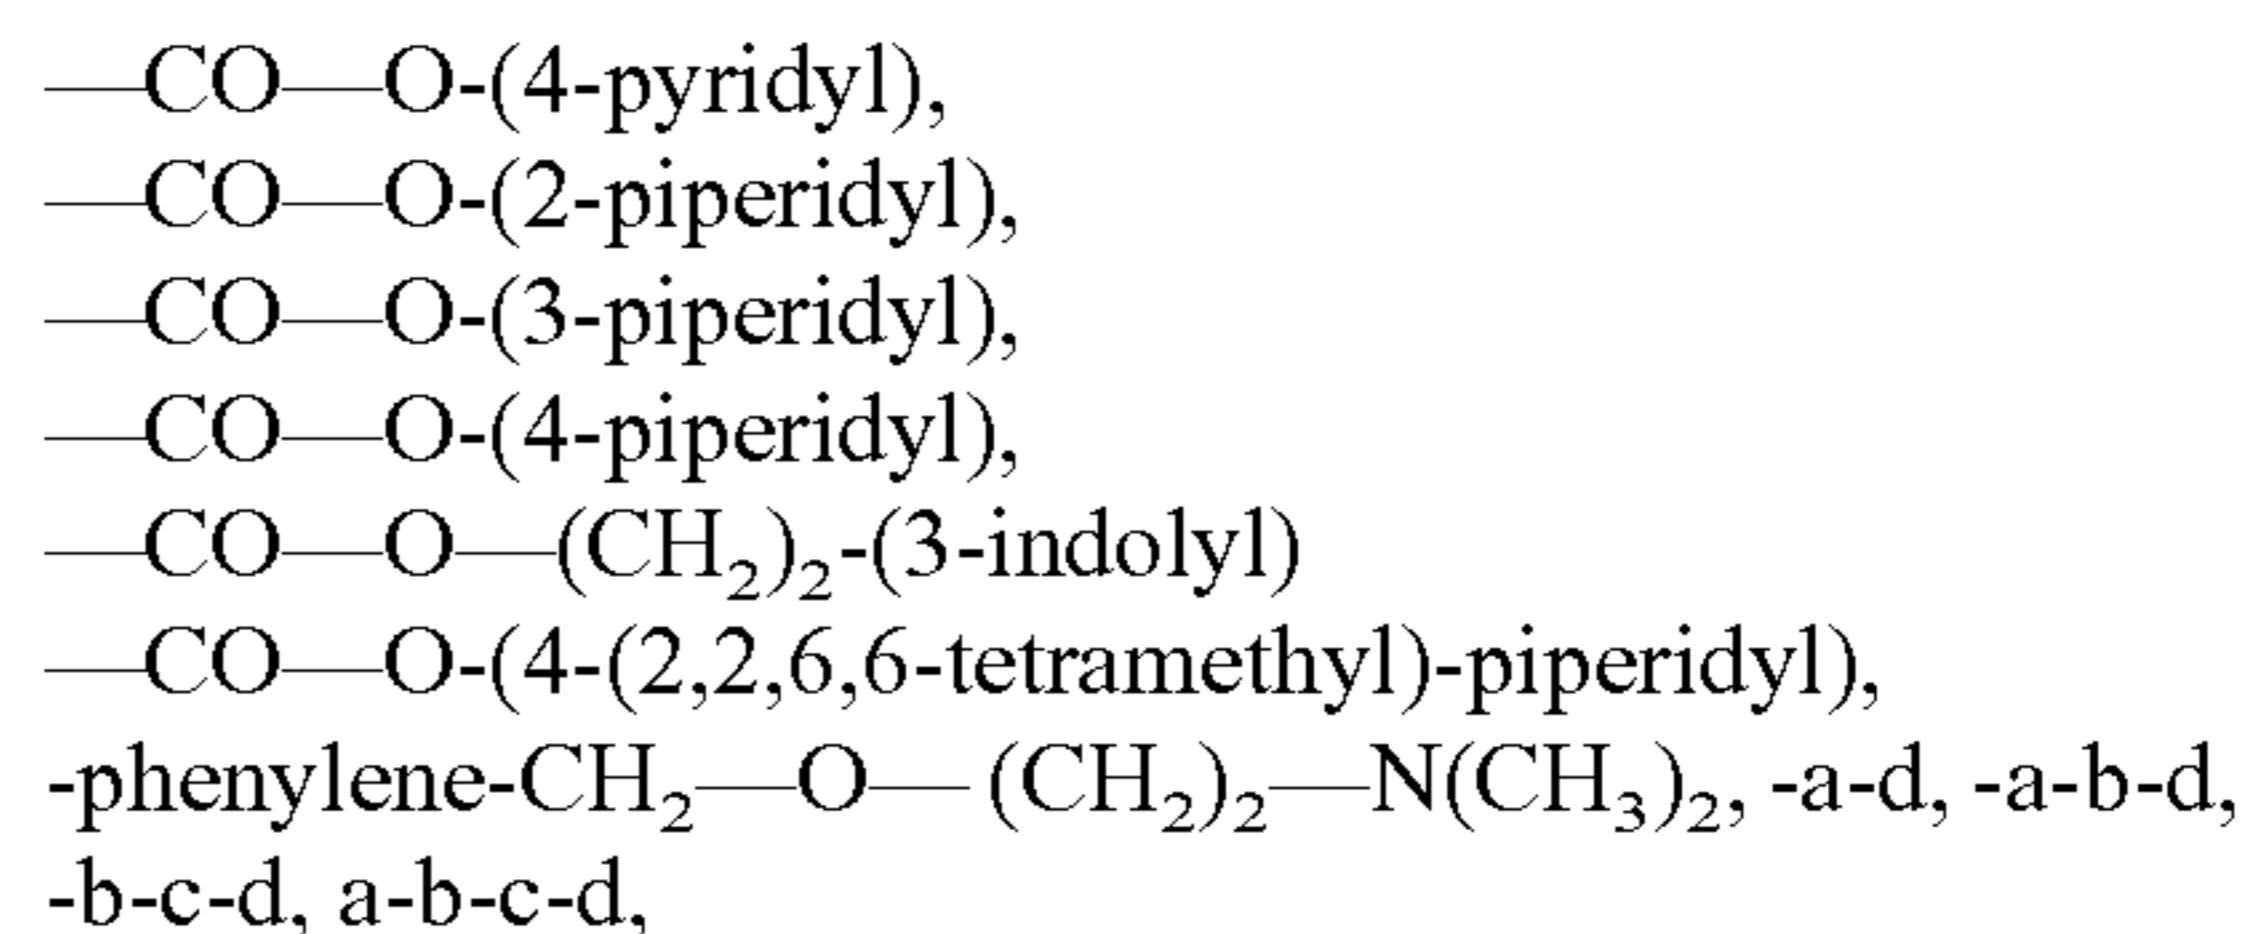 —CO—O-(4-pyridyl),
—CO—O-(2-piperidyl),
—CO—O-(3-piperidyl),
—CO—O-(4-piperidyl),
—CO—O—(CH₂)₂-(3-indolyl)
—CO—O-(4-(2,2,6,6-tetramethyl)-piperidyl),
-phenylene-CH₂—O—(CH₂)₂—N(CH₃)₂, -a-d, -a-b-d,
-b-c-d, a-b-c-d,